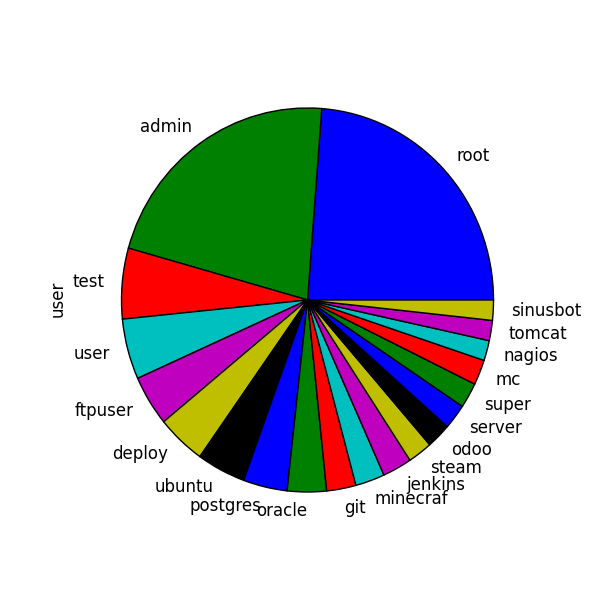 admin
root
test
user
user
ftpuser
deploy
ubuntu
postgres
oracle
git
minecraf
jenkins
steam
odoo
server
super
mc
nagios
tomcat
sinusbot